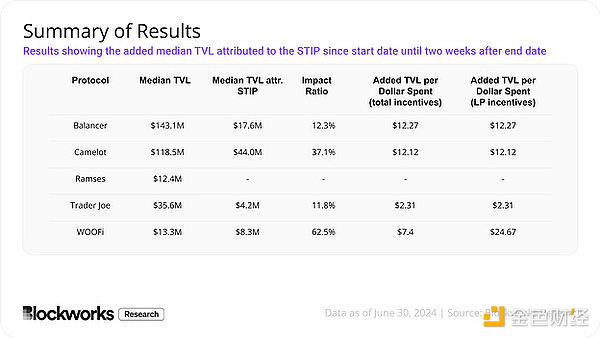 Summary of Results
Results showing the added median TVL attributed to the STIP since start date until two weeks after end date
Protocol Median TVL Median TVL attr. STIP Impact Ratio Added TVL per Dollar Spent (total incentives) Added TVL per Dollar Spent (LP incentives)
Balancer $143.1M $17.6M 12.3% $12.27 $12.27
Camelot $118.5M $44.0M 37.1% $12.12 $12.12
Ramses $12.4M - - - -
Trader Joe $35.6M $4.2M 11.8% $2.31 $2.31
WOOFi $13.3M $8.3M 62.5% $7.4 $24.67
Blockworks Research
Data as of June 30, 2024 | Source:
金色财经